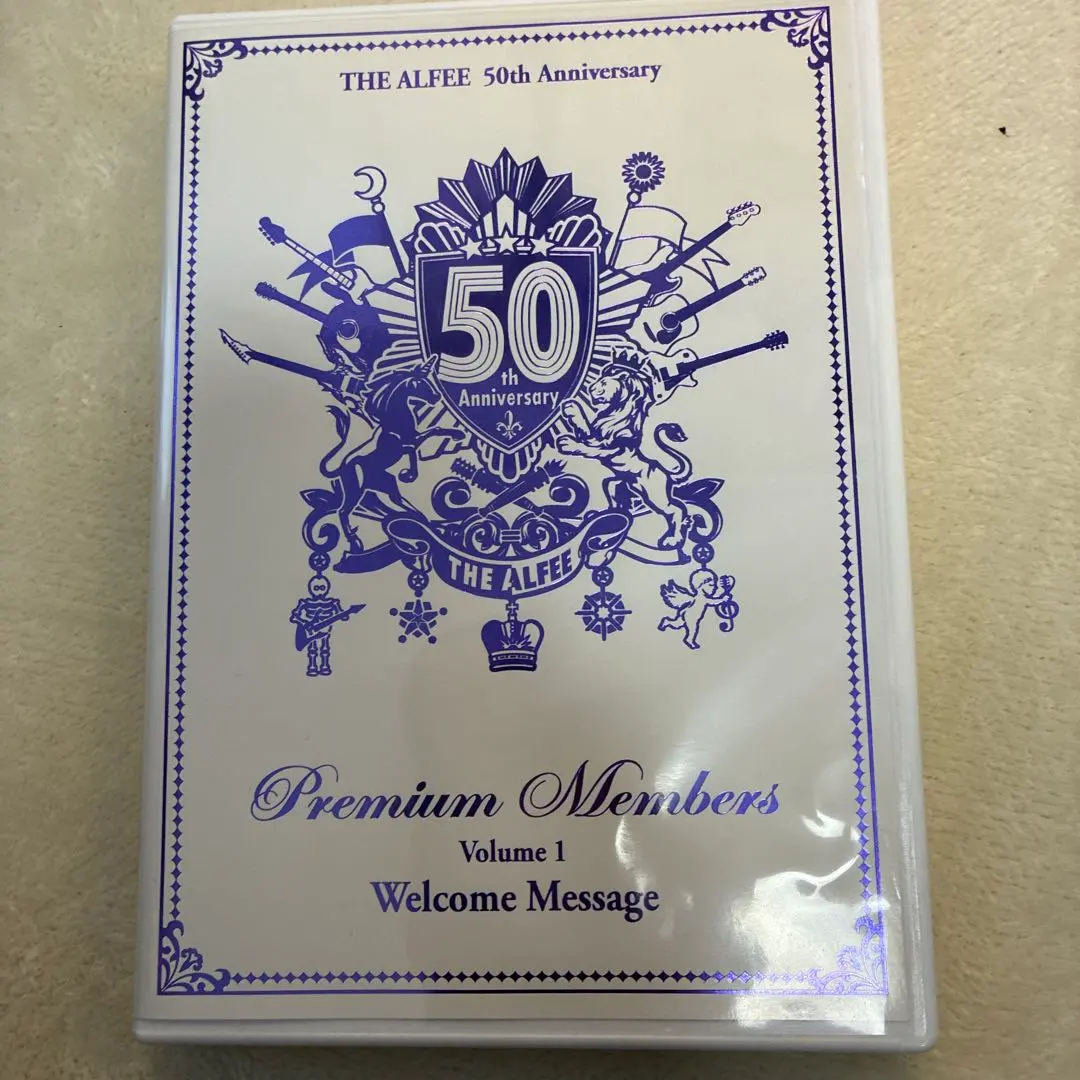 THE ALFEE 50th Anniversary
50
th
Anniversary
THE ALFEE
Premium Members
Volume 1
Welcome Message